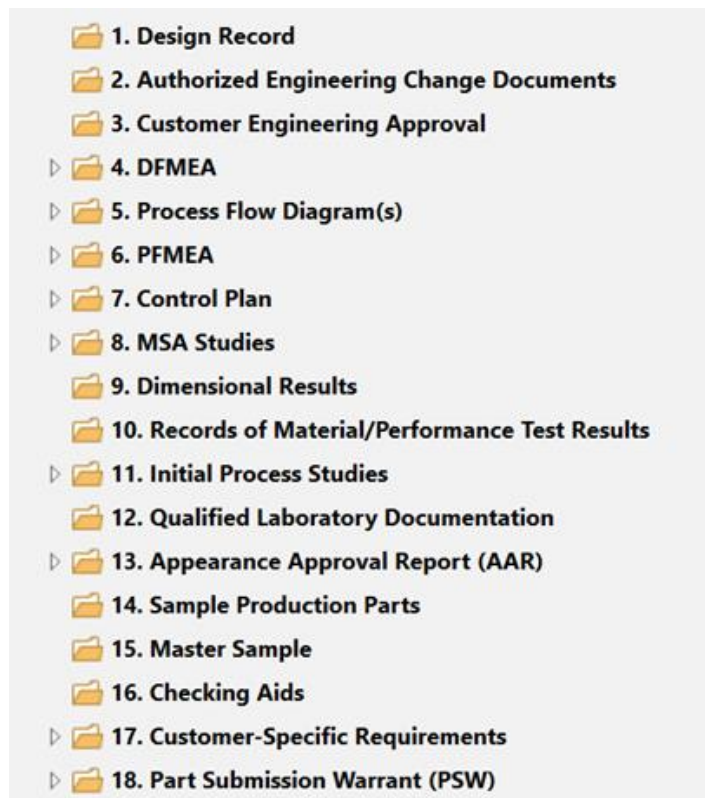 1. Design Record
2. Authorized Engineering Change Documents
3. Customer Engineering Approval
4. DFMEA
5. Process Flow Diagram(s)
6. PFMEA
7. Control Plan
8. MSA Studies
9. Dimensional Results
10. Records of Material/Performance Test Results
11. Initial Process Studies
12. Qualified Laboratory Documentation
13. Appearance Approval Report (AAR)
14. Sample Production Parts
15. Master Sample
16. Checking Aids
17. Customer-Specific Requirements
18. Part Submission Warrant (PSW)